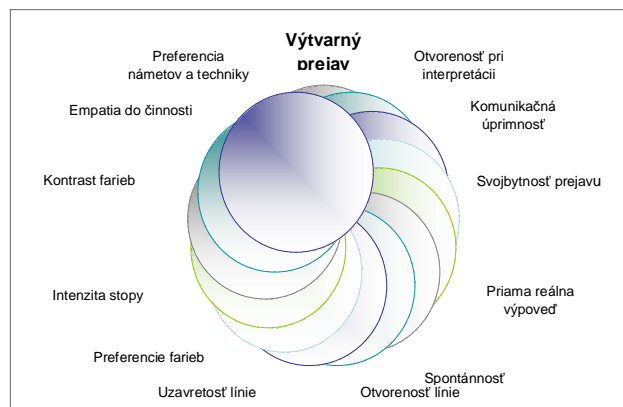 Výtvarný
prejav
Otvorenosť pri
interpretácii
Komunikačná
úprimnosť
Svojbytnosť prejavu
Priama reálna
výpoveď
Spontánnosť
Otvorenosť línie
Uzavretosť línie
Preferencie farieb
Intenzita stopy
Kontrast farieb
Empatia do činnosti
Preferencia
námetov a techniky